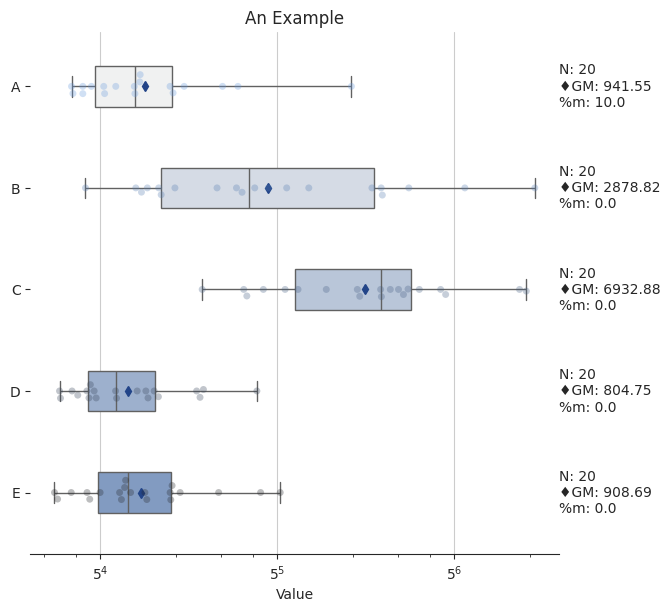 An Example
A
N: 20
♦GM: 941.55
%m: 10.0
B
N: 20
♦GM: 2878.82
%m: 0.0
C
N: 20
♦GM: 6932.88
%m: 0.0
D
N: 20
♦GM: 804.75
%m: 0.0
E
N: 20
♦GM: 908.69
%m: 0.0
5⁴ 5⁵ 5⁶
Value